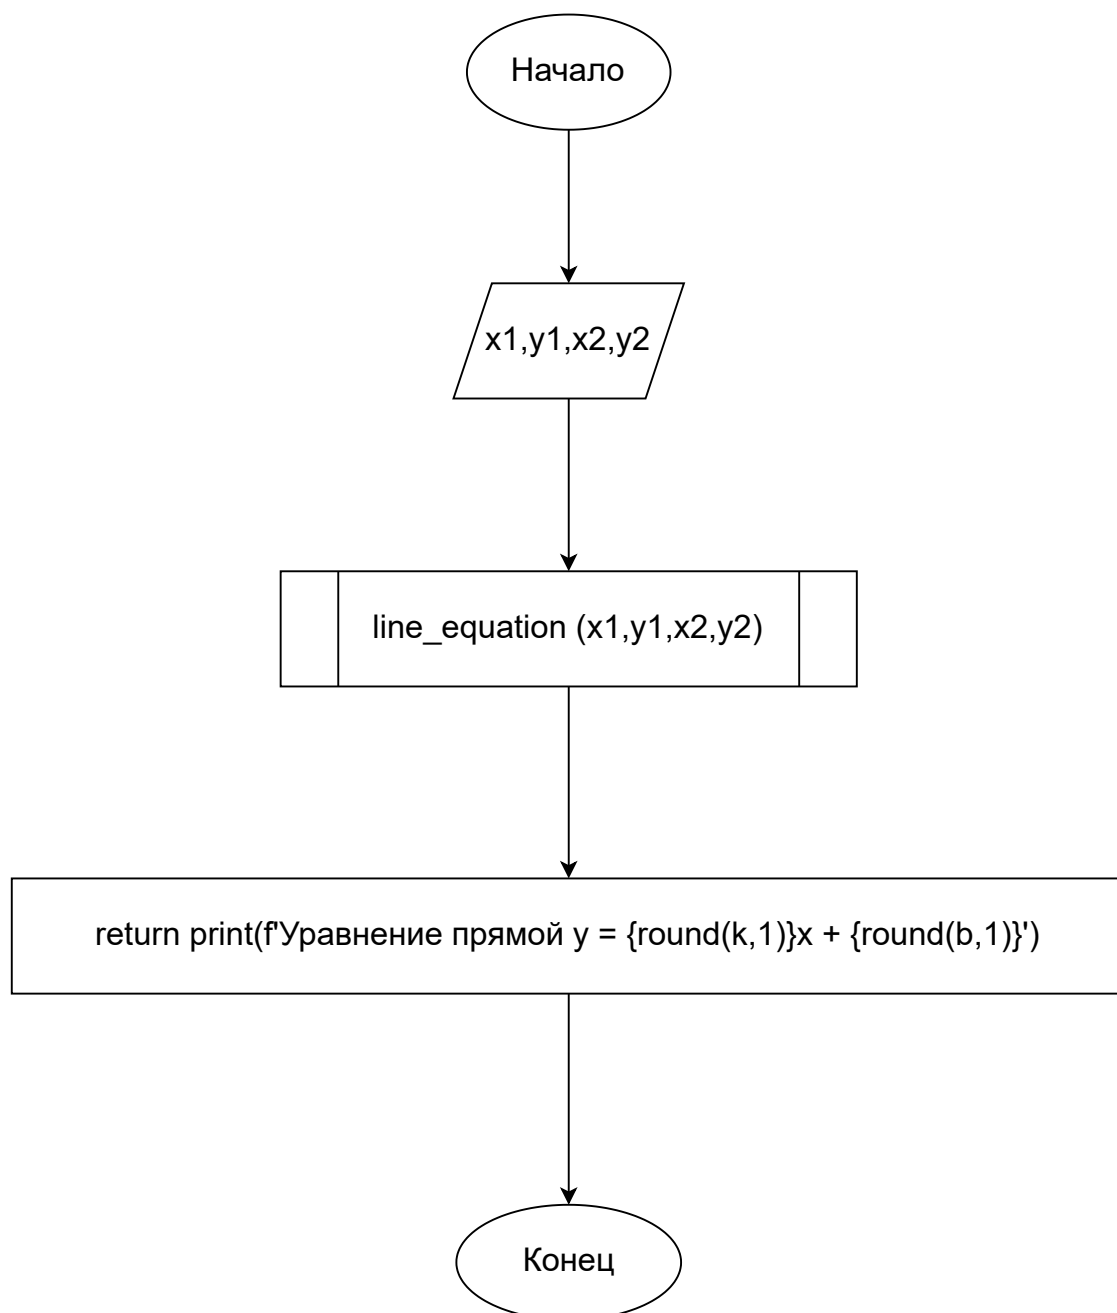 Начало
x1,y1,x2,y2
line_equation (x1,y1,x2,y2)
return print(f'Уравнение прямой y = {round(k,1)}x + {round(b,1)}')
Конец